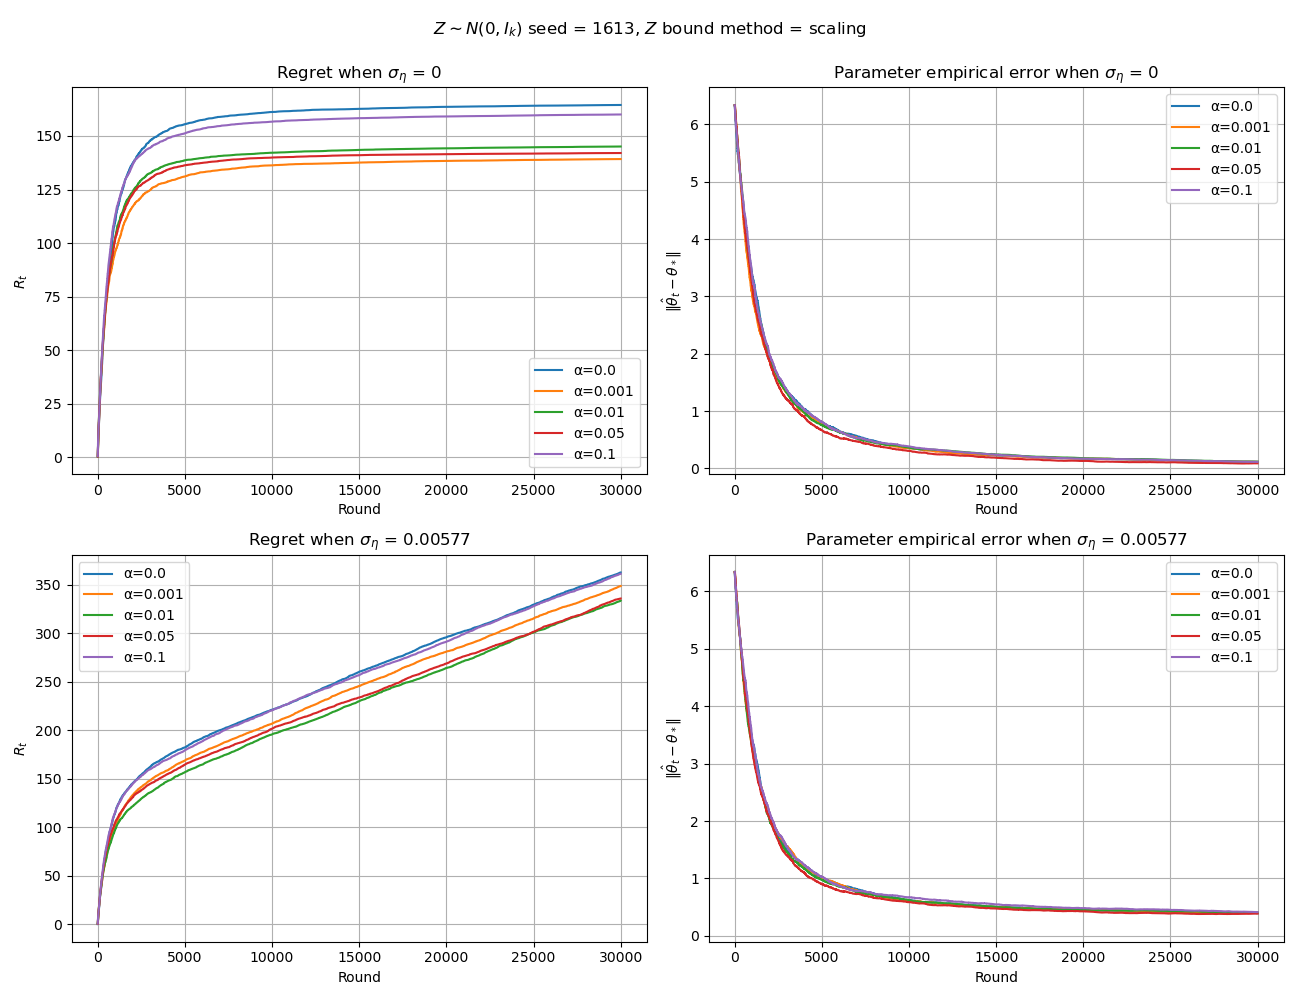 Z ∼ N(0, I_k) seed = 1613, Z bound method = scaling
Regret when σ_η = 0
R_t
150
125
100
75
50
25
0
0 5000 10000 15000 20000 25000 30000
Round
α=0.0
α=0.001
α=0.01
α=0.05
α=0.1
Parameter empirical error when σ_η = 0
‖θ̂_t − θ_*‖
6
5
4
3
2
1
0
0 5000 10000 15000 20000 25000 30000
Round
α=0.0
α=0.001
α=0.01
α=0.05
α=0.1
Regret when σ_η = 0.00577
R_t
350
300
250
200
150
100
50
0
0 5000 10000 15000 20000 25000 30000
Round
α=0.0
α=0.001
α=0.01
α=0.05
α=0.1
Parameter empirical error when σ_η = 0.00577
‖θ̂_t − θ_*‖
6
5
4
3
2
1
0
0 5000 10000 15000 20000 25000 30000
Round
α=0.0
α=0.001
α=0.01
α=0.05
α=0.1